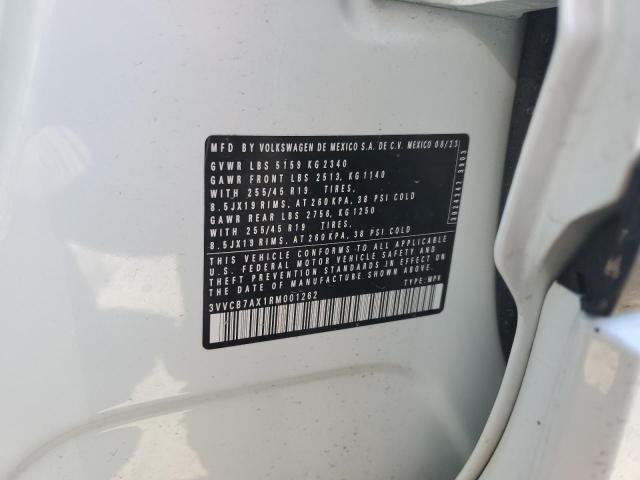 MFD BY VOLKSWAGEN DE MEXICO S.A. DE C.V. MEXICO 08/23
GVWR LBS 5159 KG 2340
GAWR FRONT LBS 2513, KG 1140
WITH 255/45 R19 TIRES,
8.5JX19 RIMS, AT 260 KPA, 38 PSI COLD
GAWR REAR LBS 2756, KG1250
WITH 255/45 R19 TIRES,
8.5JX19 RIMS, AT 260 KPA, 38 PSI COLD
THIS VEHICLE CONFORMS TO ALL APPLICABLE
U.S. FEDERAL MOTOR VEHICLE SAFETY AND
THEFT PREVENTION STANDARDS IN EFFECT ON
THE DATE OF MANUFACTURE SHOWN ABOVE.
3VVCB7AX1RM001262 TYPE: MPV
3024347 3903